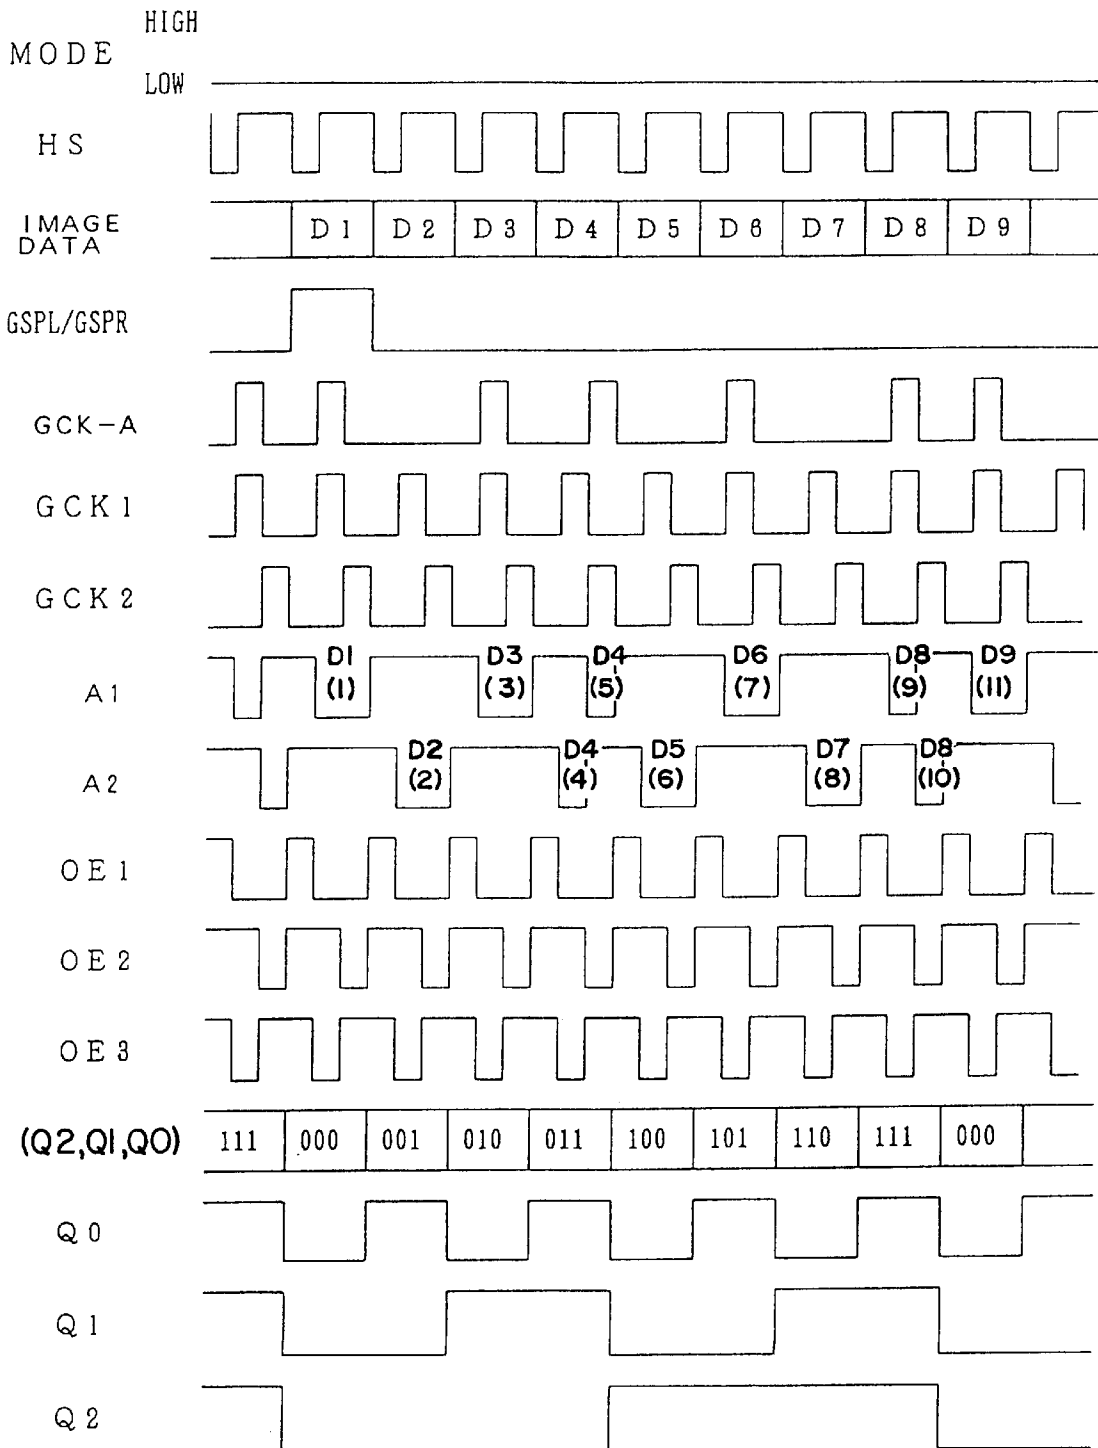 HIGH
MODE
LOW
HS
IMAGE DATA D1 D2 D3 D4 D5 D6 D7 D8 D9
GSPL/GSPR
GCK-A
GCK1
GCK2
A1 D1 (1) D3 (3) D4 (5) D6 (7) D8 (9) D9 (11)
A2 D2 (2) D4 (4) D5 (6) D7 (8) D8 (10)
OE1
OE2
OE3
(Q2,Q1,Q0) 111 000 001 010 011 100 101 110 111 000
Q0
Q1
Q2